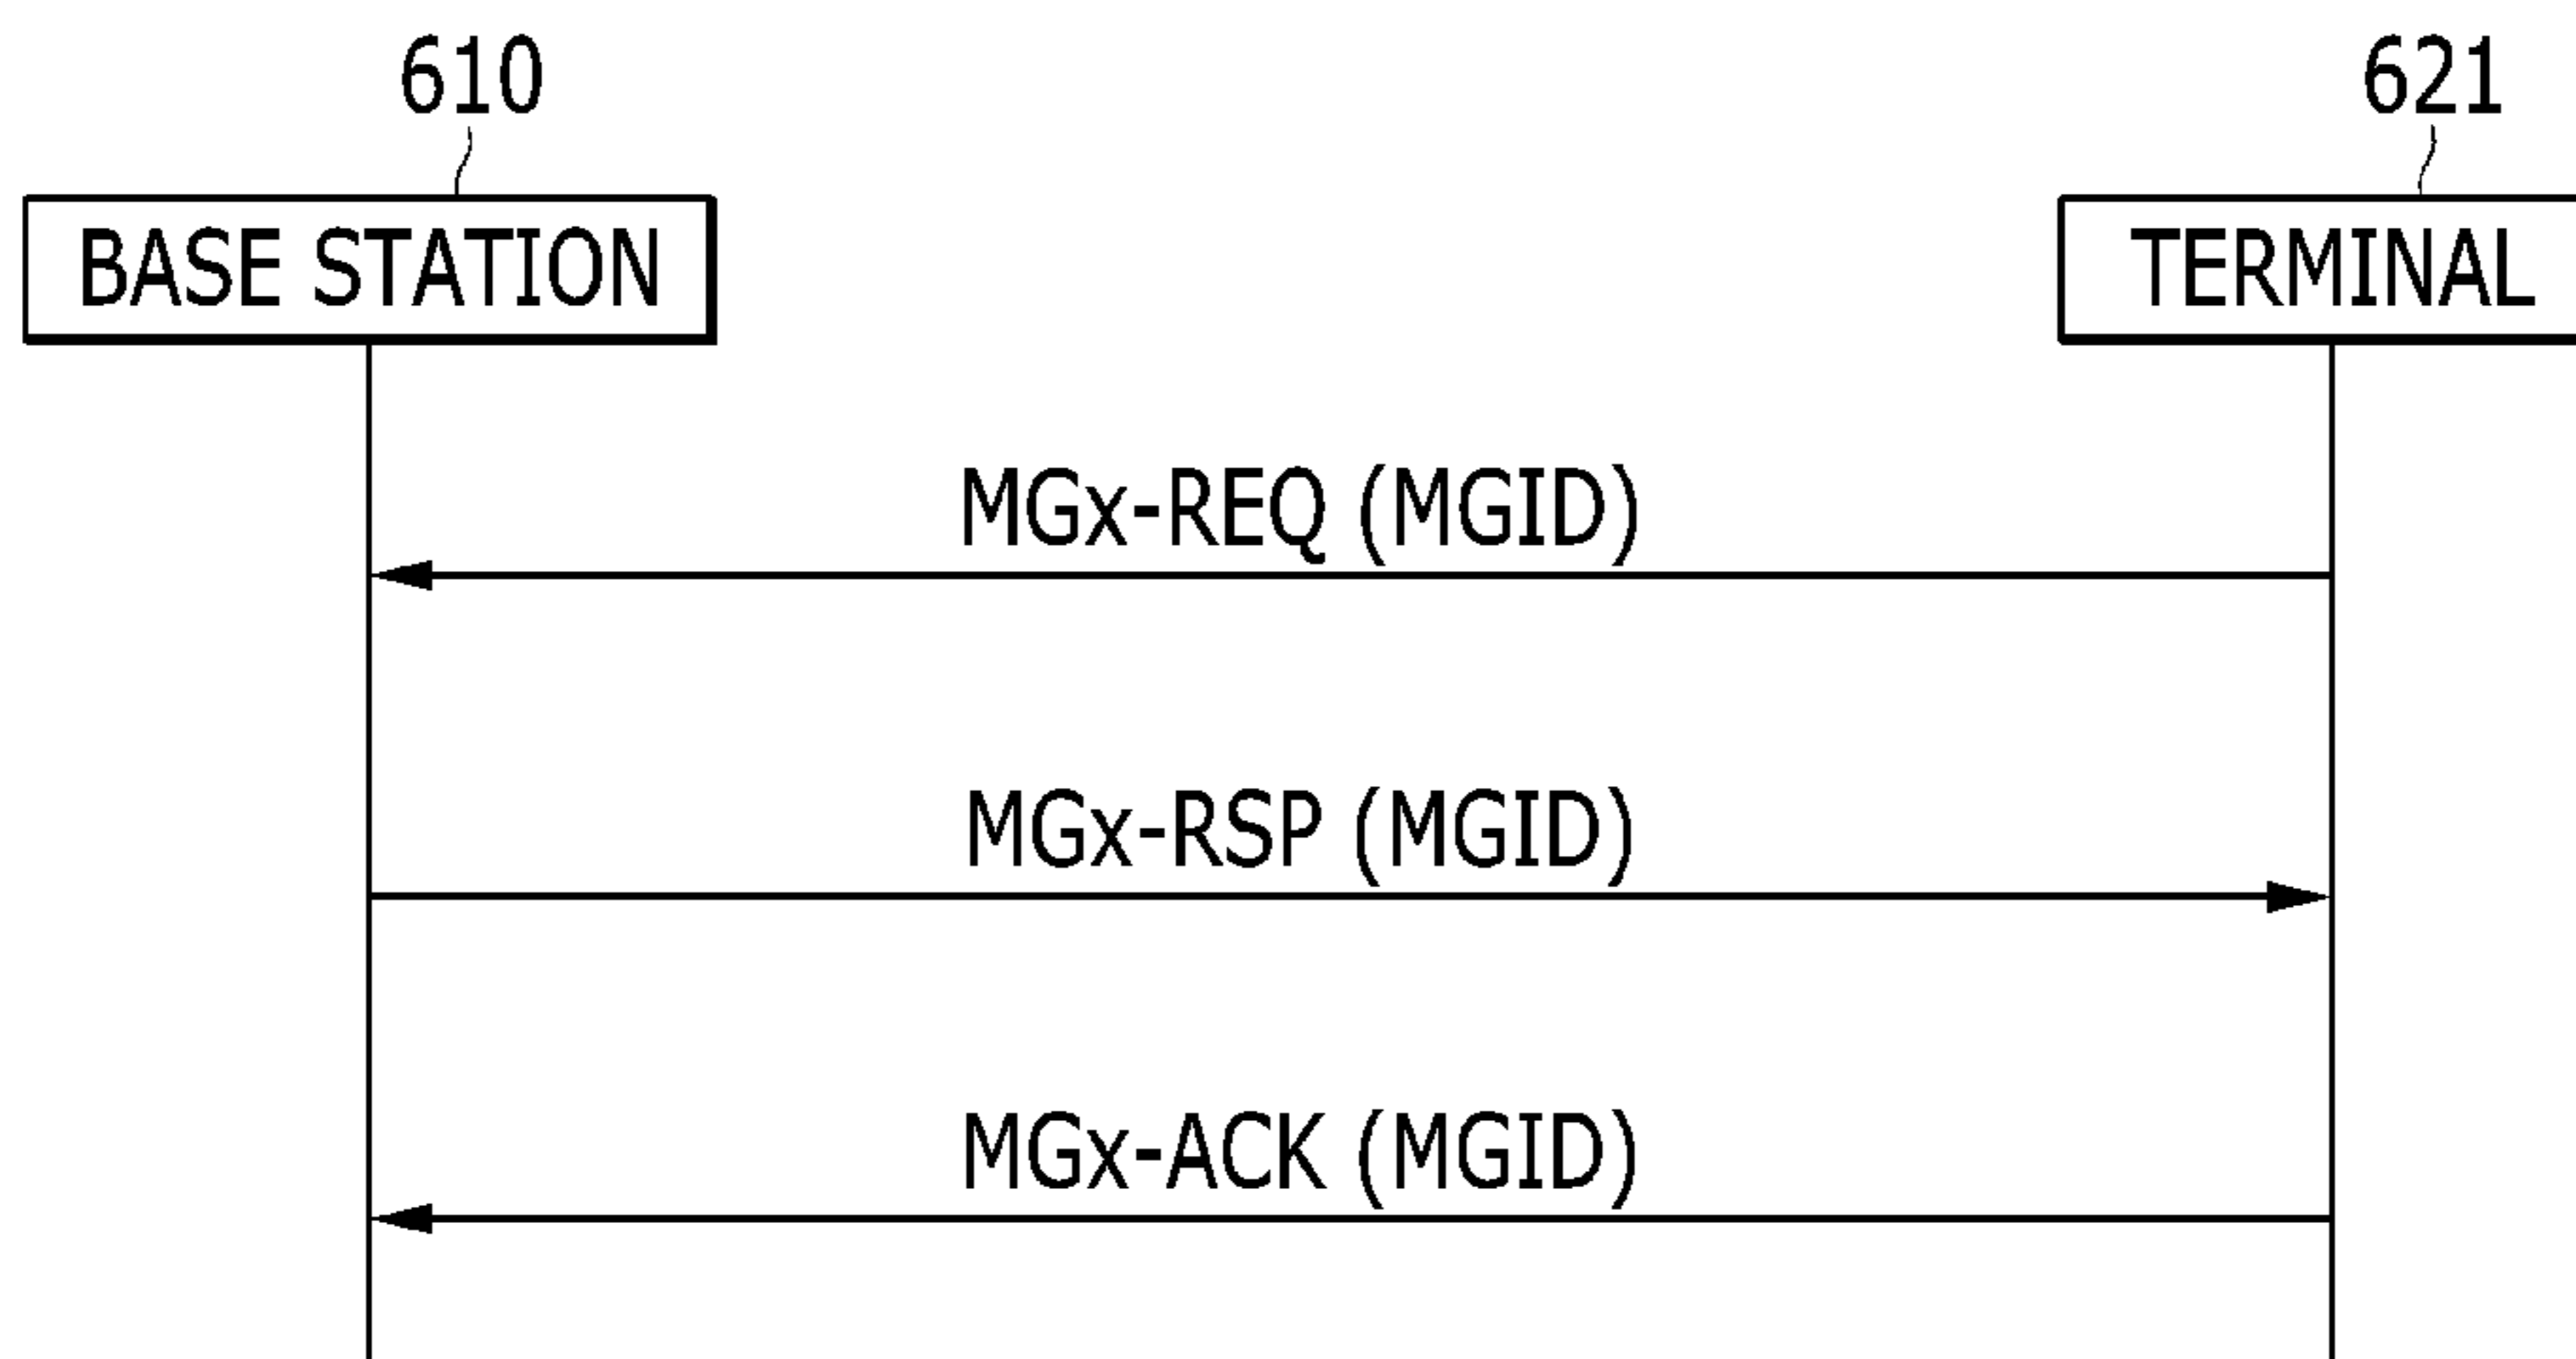 610
621
BASE STATION
TERMINAL
MGx-REQ (MGID)
MGx-RSP (MGID)
MGx-ACK (MGID)